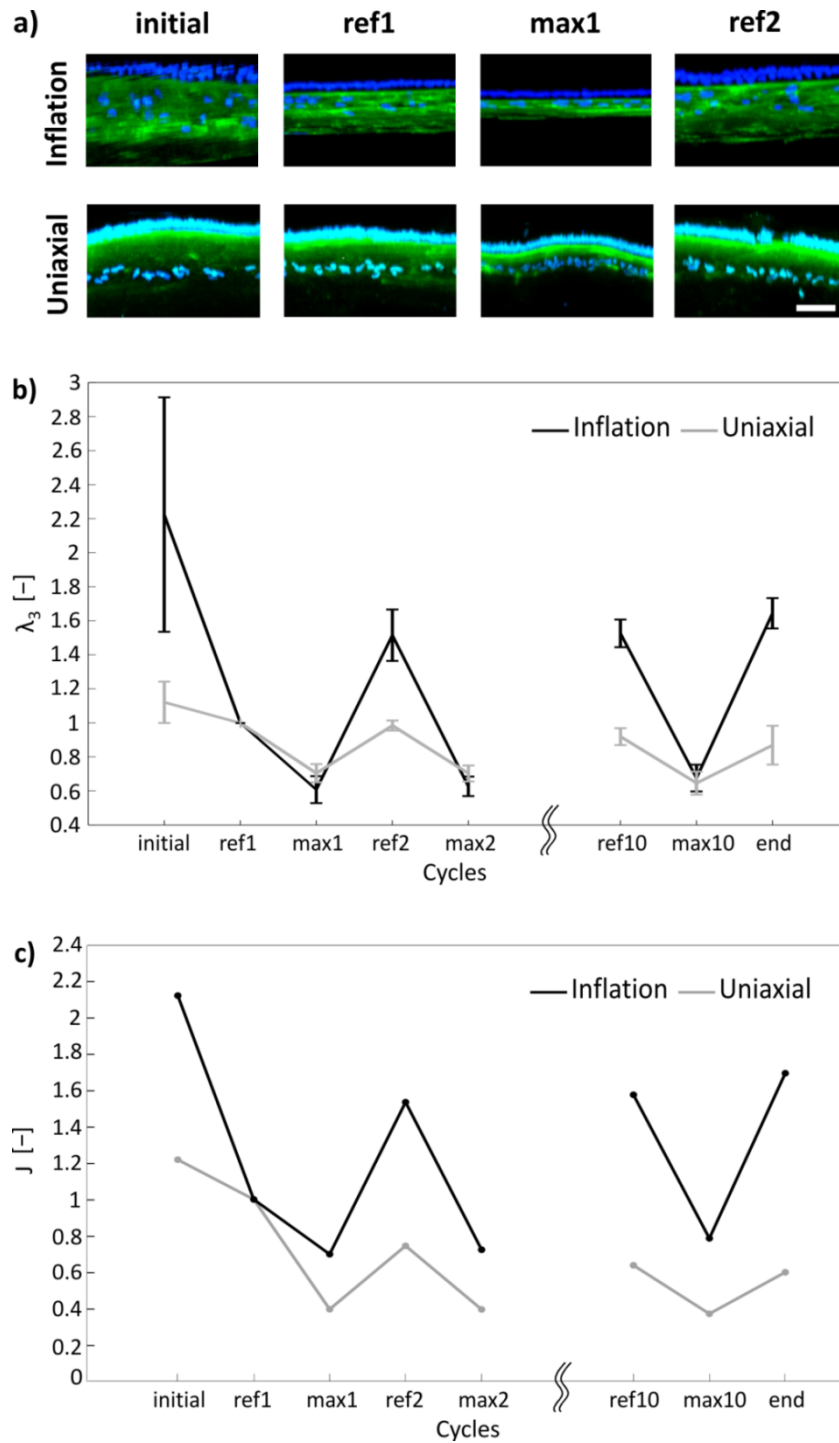 a) initial ref1 max1 ref2
Inflation
Uniaxial
b)
3
2.8
2.6
2.4
2.2
2
1.8
1.6
1.4
1.2
1
0.8
0.6
0.4
λ₃ [−]
Inflation Uniaxial
initial ref1 max1 ref2 max2 ref10 max10 end
Cycles
c)
2.4
2.2
2
1.8
1.6
1.4
1.2
1
0.8
0.6
0.4
0.2
0
J [−]
Inflation Uniaxial
initial ref1 max1 ref2 max2 ref10 max10 end
Cycles